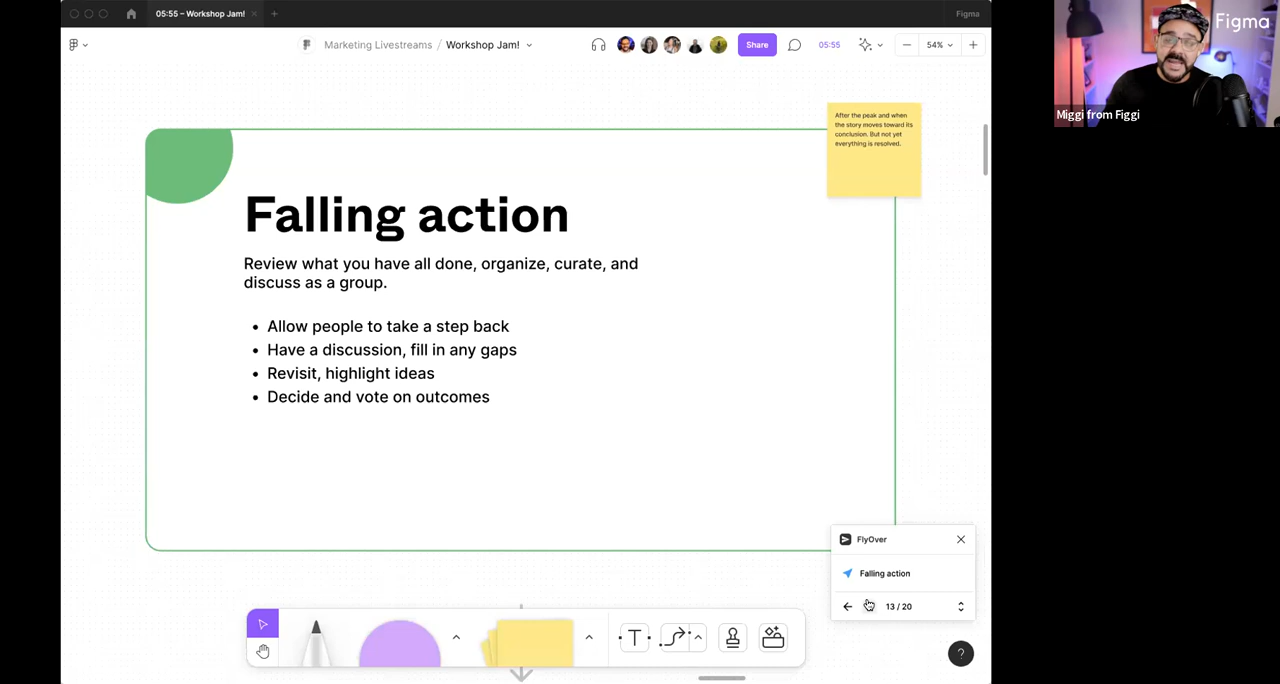 05:55 – Workshop Jam!
Figma
Marketing Livestreams / Workshop Jam!
Share
05:55
54%
Figma
Miggi from Figgi
After the peak and when
the story moves toward its
conclusion. But not yet
everything is resolved.
Falling action
Review what you have all done, organize, curate, and
discuss as a group.
• Allow people to take a step back
• Have a discussion, fill in any gaps
• Revisit, highlight ideas
• Decide and vote on outcomes
FlyOver
Falling action
13 / 20
T
?